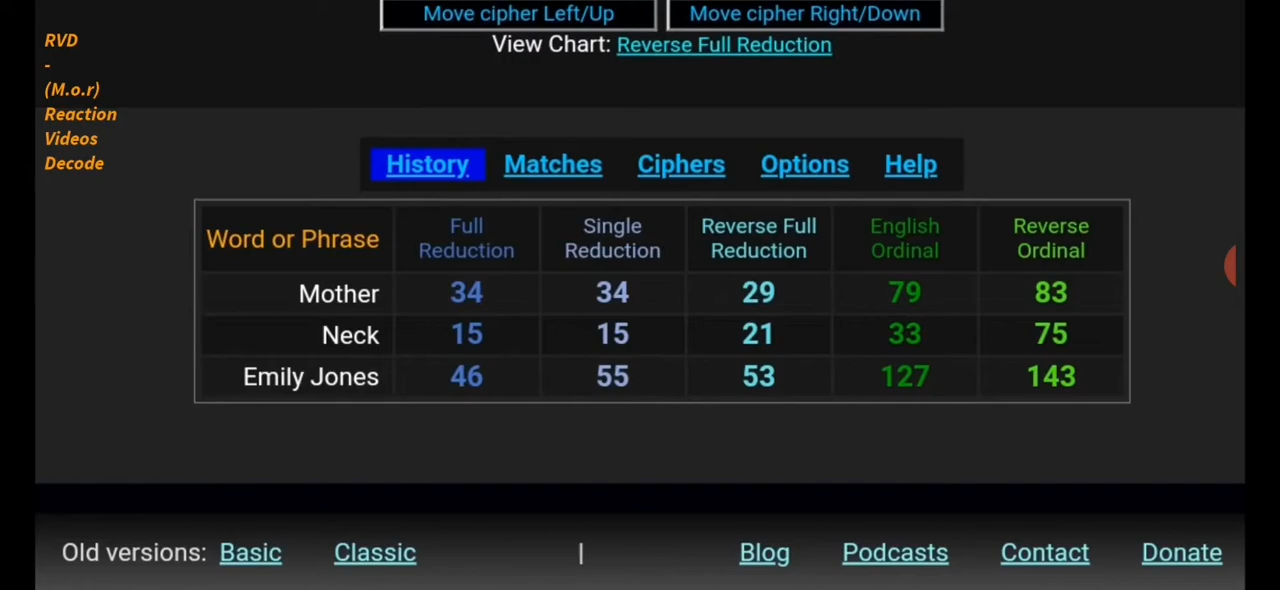 Move cipher Left/Up Move cipher Right/Down
View Chart: Reverse Full Reduction
RVD
-
(M.o.r)
Reaction
Videos
Decode
History Matches Ciphers Options Help
Word or Phrase Full Reduction Single Reduction Reverse Full Reduction English Ordinal Reverse Ordinal
Mother 34 34 29 79 83
Neck 15 15 21 33 75
Emily Jones 46 55 53 127 143
Old versions: Basic Classic | Blog Podcasts Contact Donate